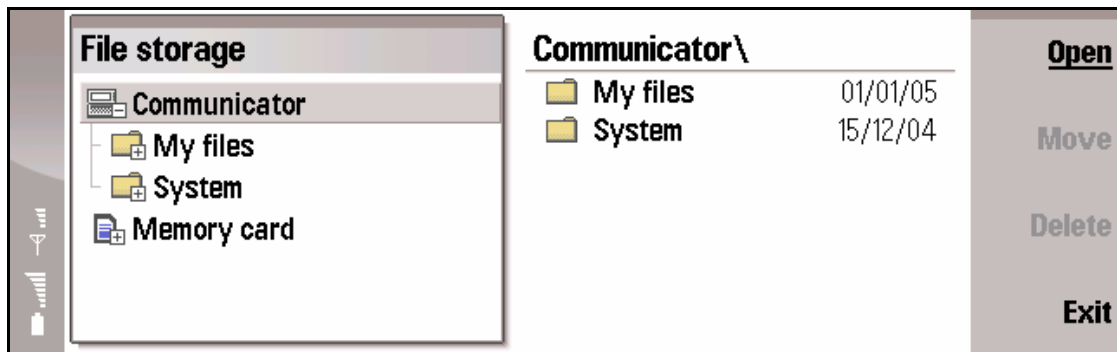 File storage
Communicator
My files
System
Memory card
Communicator\
My files 01/01/05
System 15/12/04
Open
Move
Delete
Exit